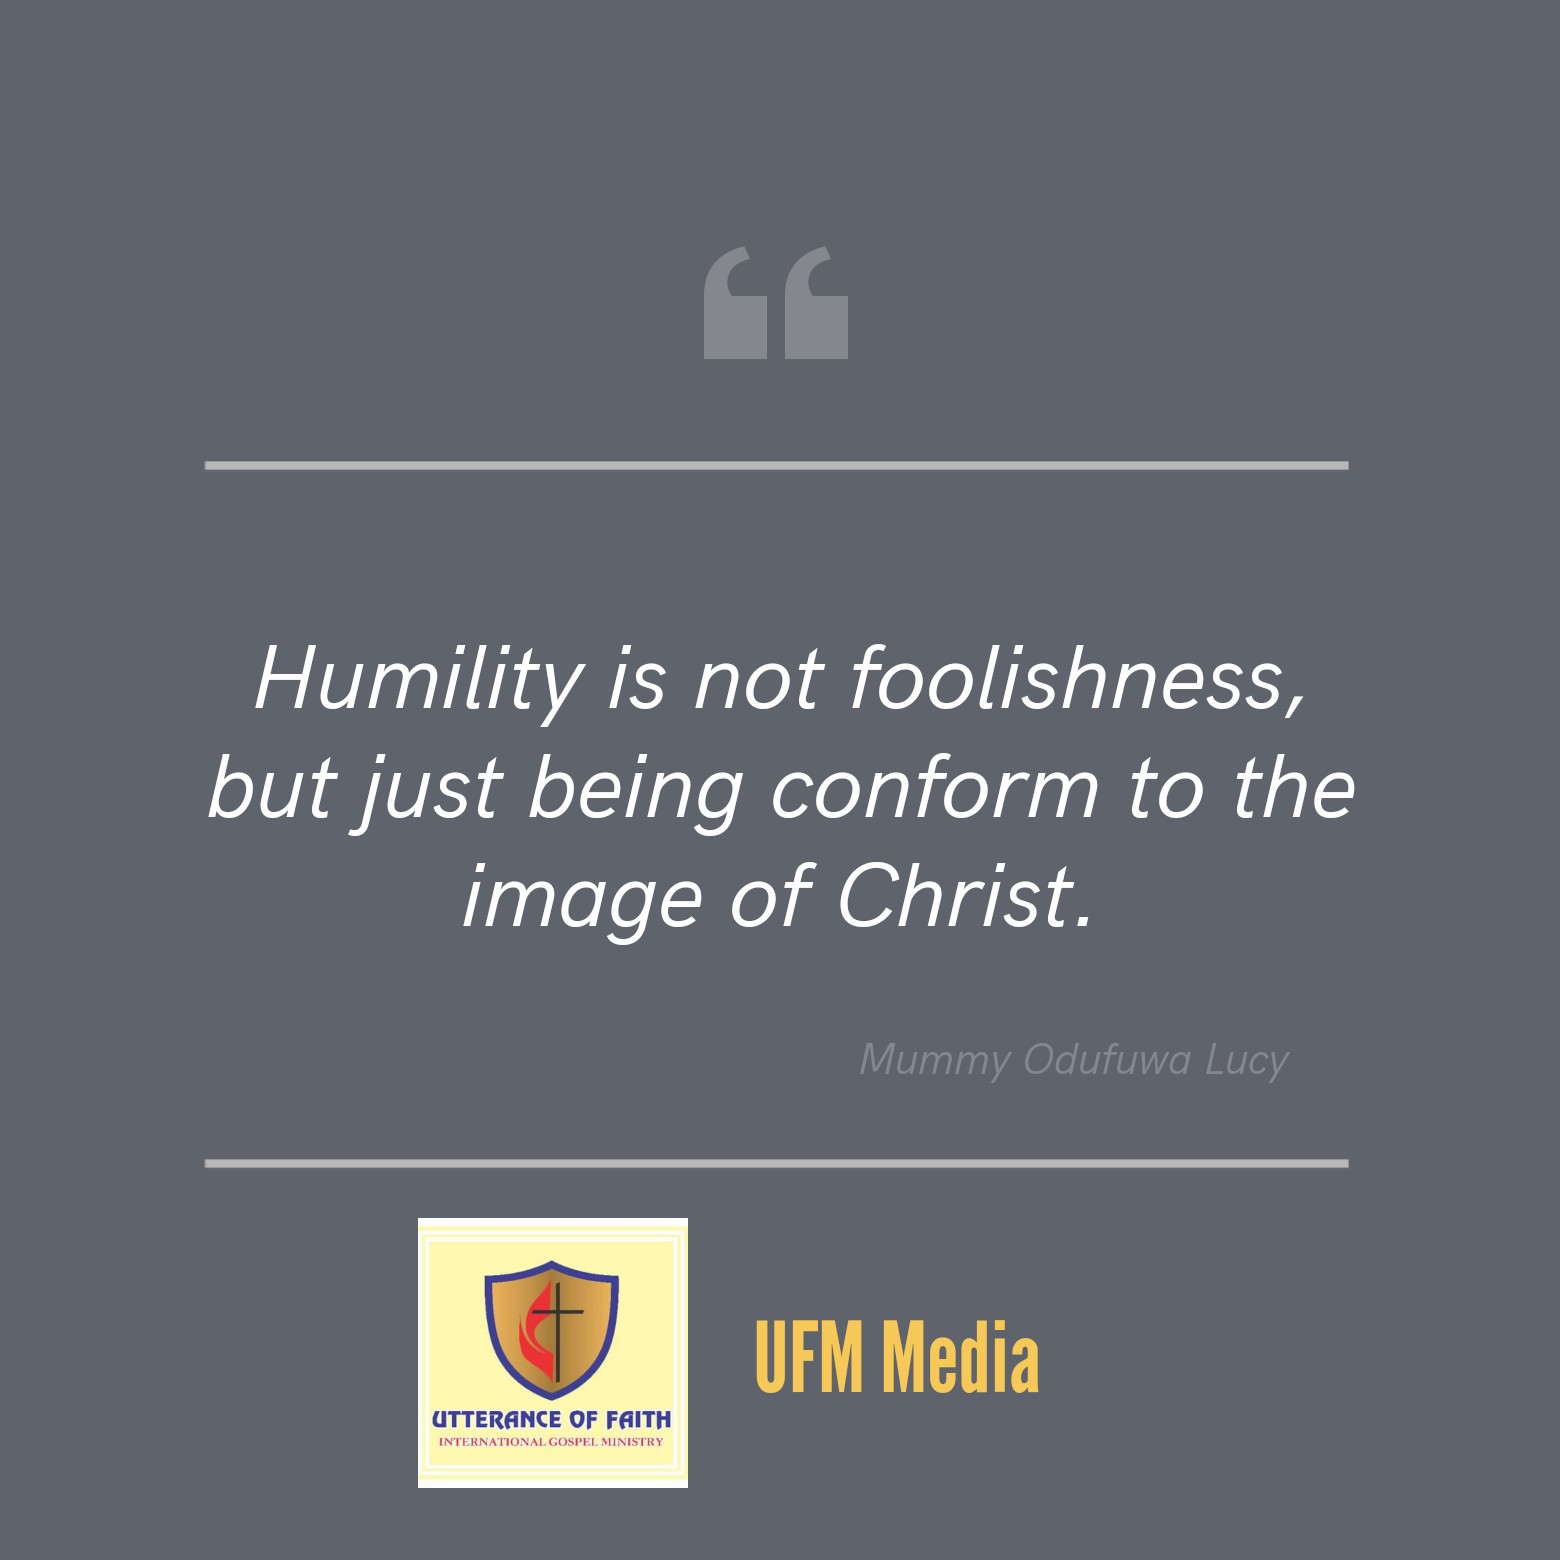 “
Humility is not foolishness,
but just being conform to the
image of Christ.
Mummy Odufuwa Lucy
UTTERANCE OF FAITH
INTERNATIONAL GOSPEL MINISTRY
UFM Media